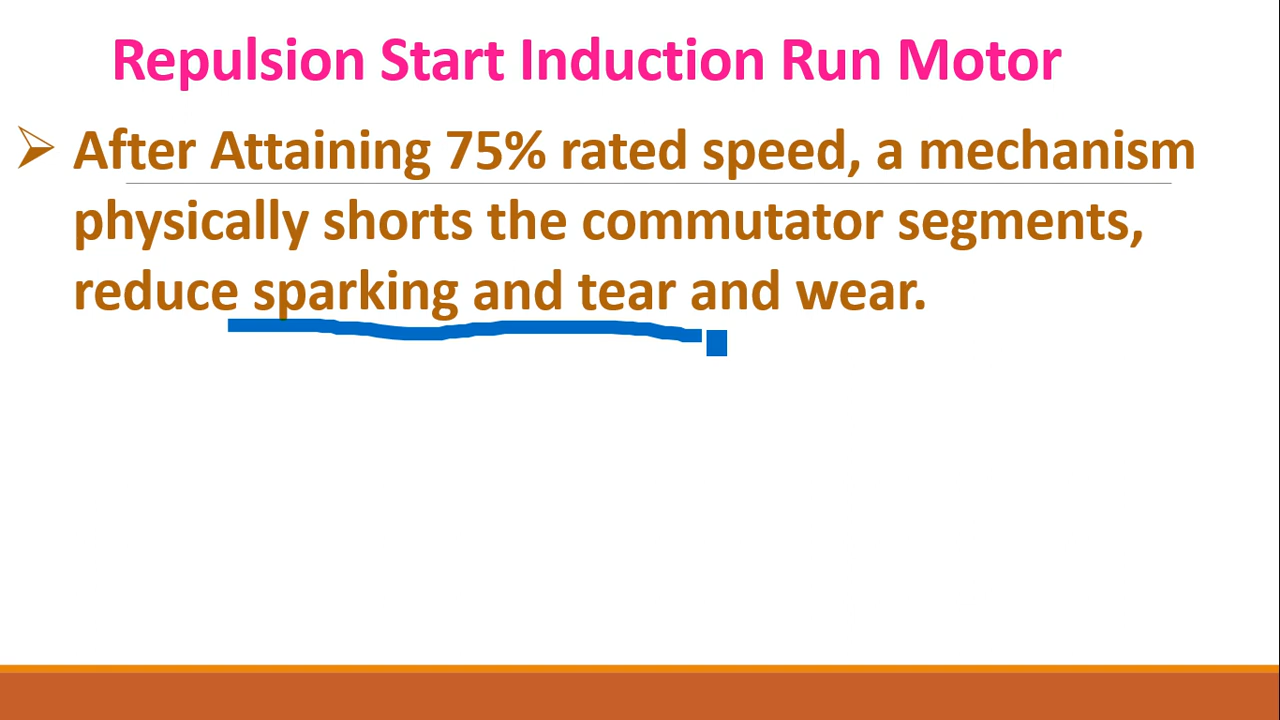 Repulsion Start Induction Run Motor
After Attaining 75% rated speed, a mechanism
physically shorts the commutator segments,
reduce sparking and tear and wear.